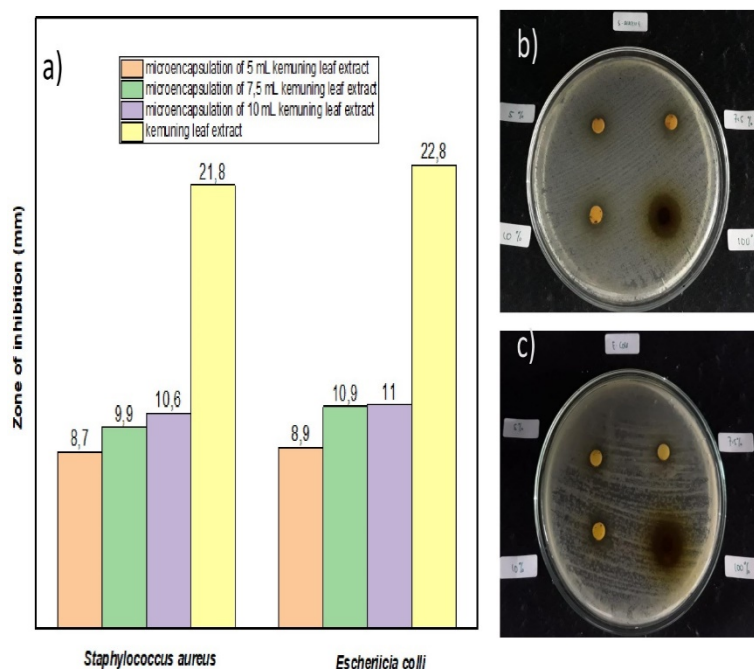 a)
microencapsulation of 5 mL kemuning leaf extract
microencapsulation of 7,5 mL kemuning leaf extract
microencapsulation of 10 mL kemuning leaf extract
kemuning leaf extract
Zone of inhibition (mm)
8,7
9,9
10,6
21,8
8,9
10,9
11
22,8
Staphylococcus aureus
Escherjicia colli
b)
5 %
7.5 %
10 %
100
c)
E. Coli
5%
7.5%
10%
100%